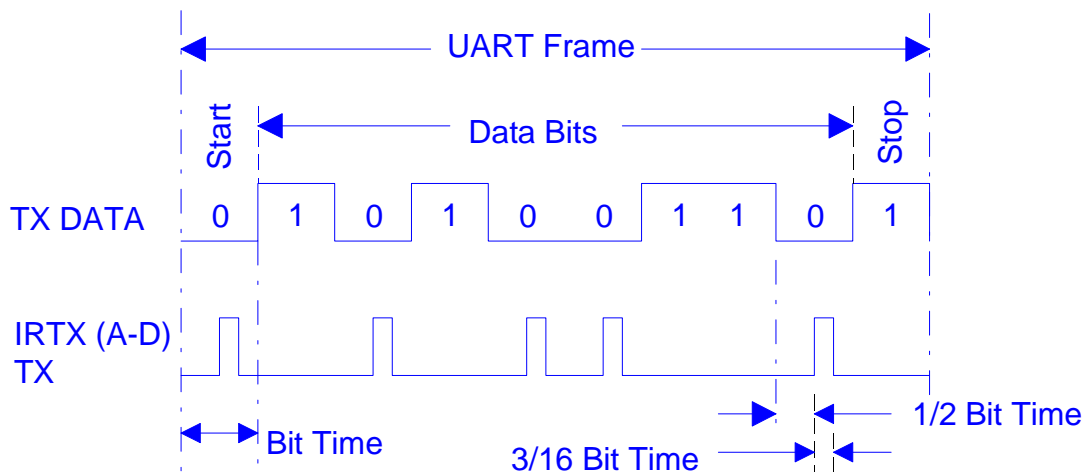 UART Frame
Start
Data Bits
Stop
TX DATA
0 1 0 1 0 0 1 1 0 1
IRTX (A-D)
TX
Bit Time
1/2 Bit Time
3/16 Bit Time